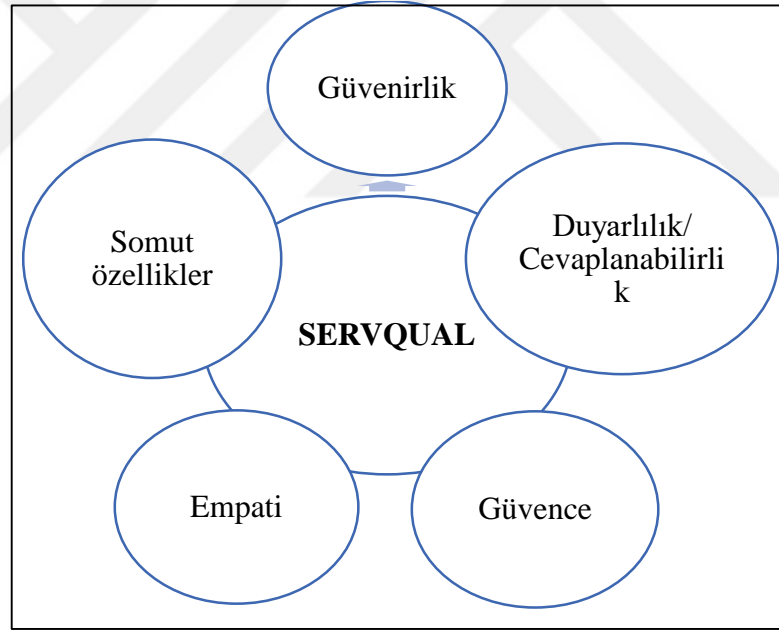 Güvenirlik
Somut
özellikler
Duyarlılık/
Cevaplanabilirli
k
SERVQUAL
Empati
Güvence